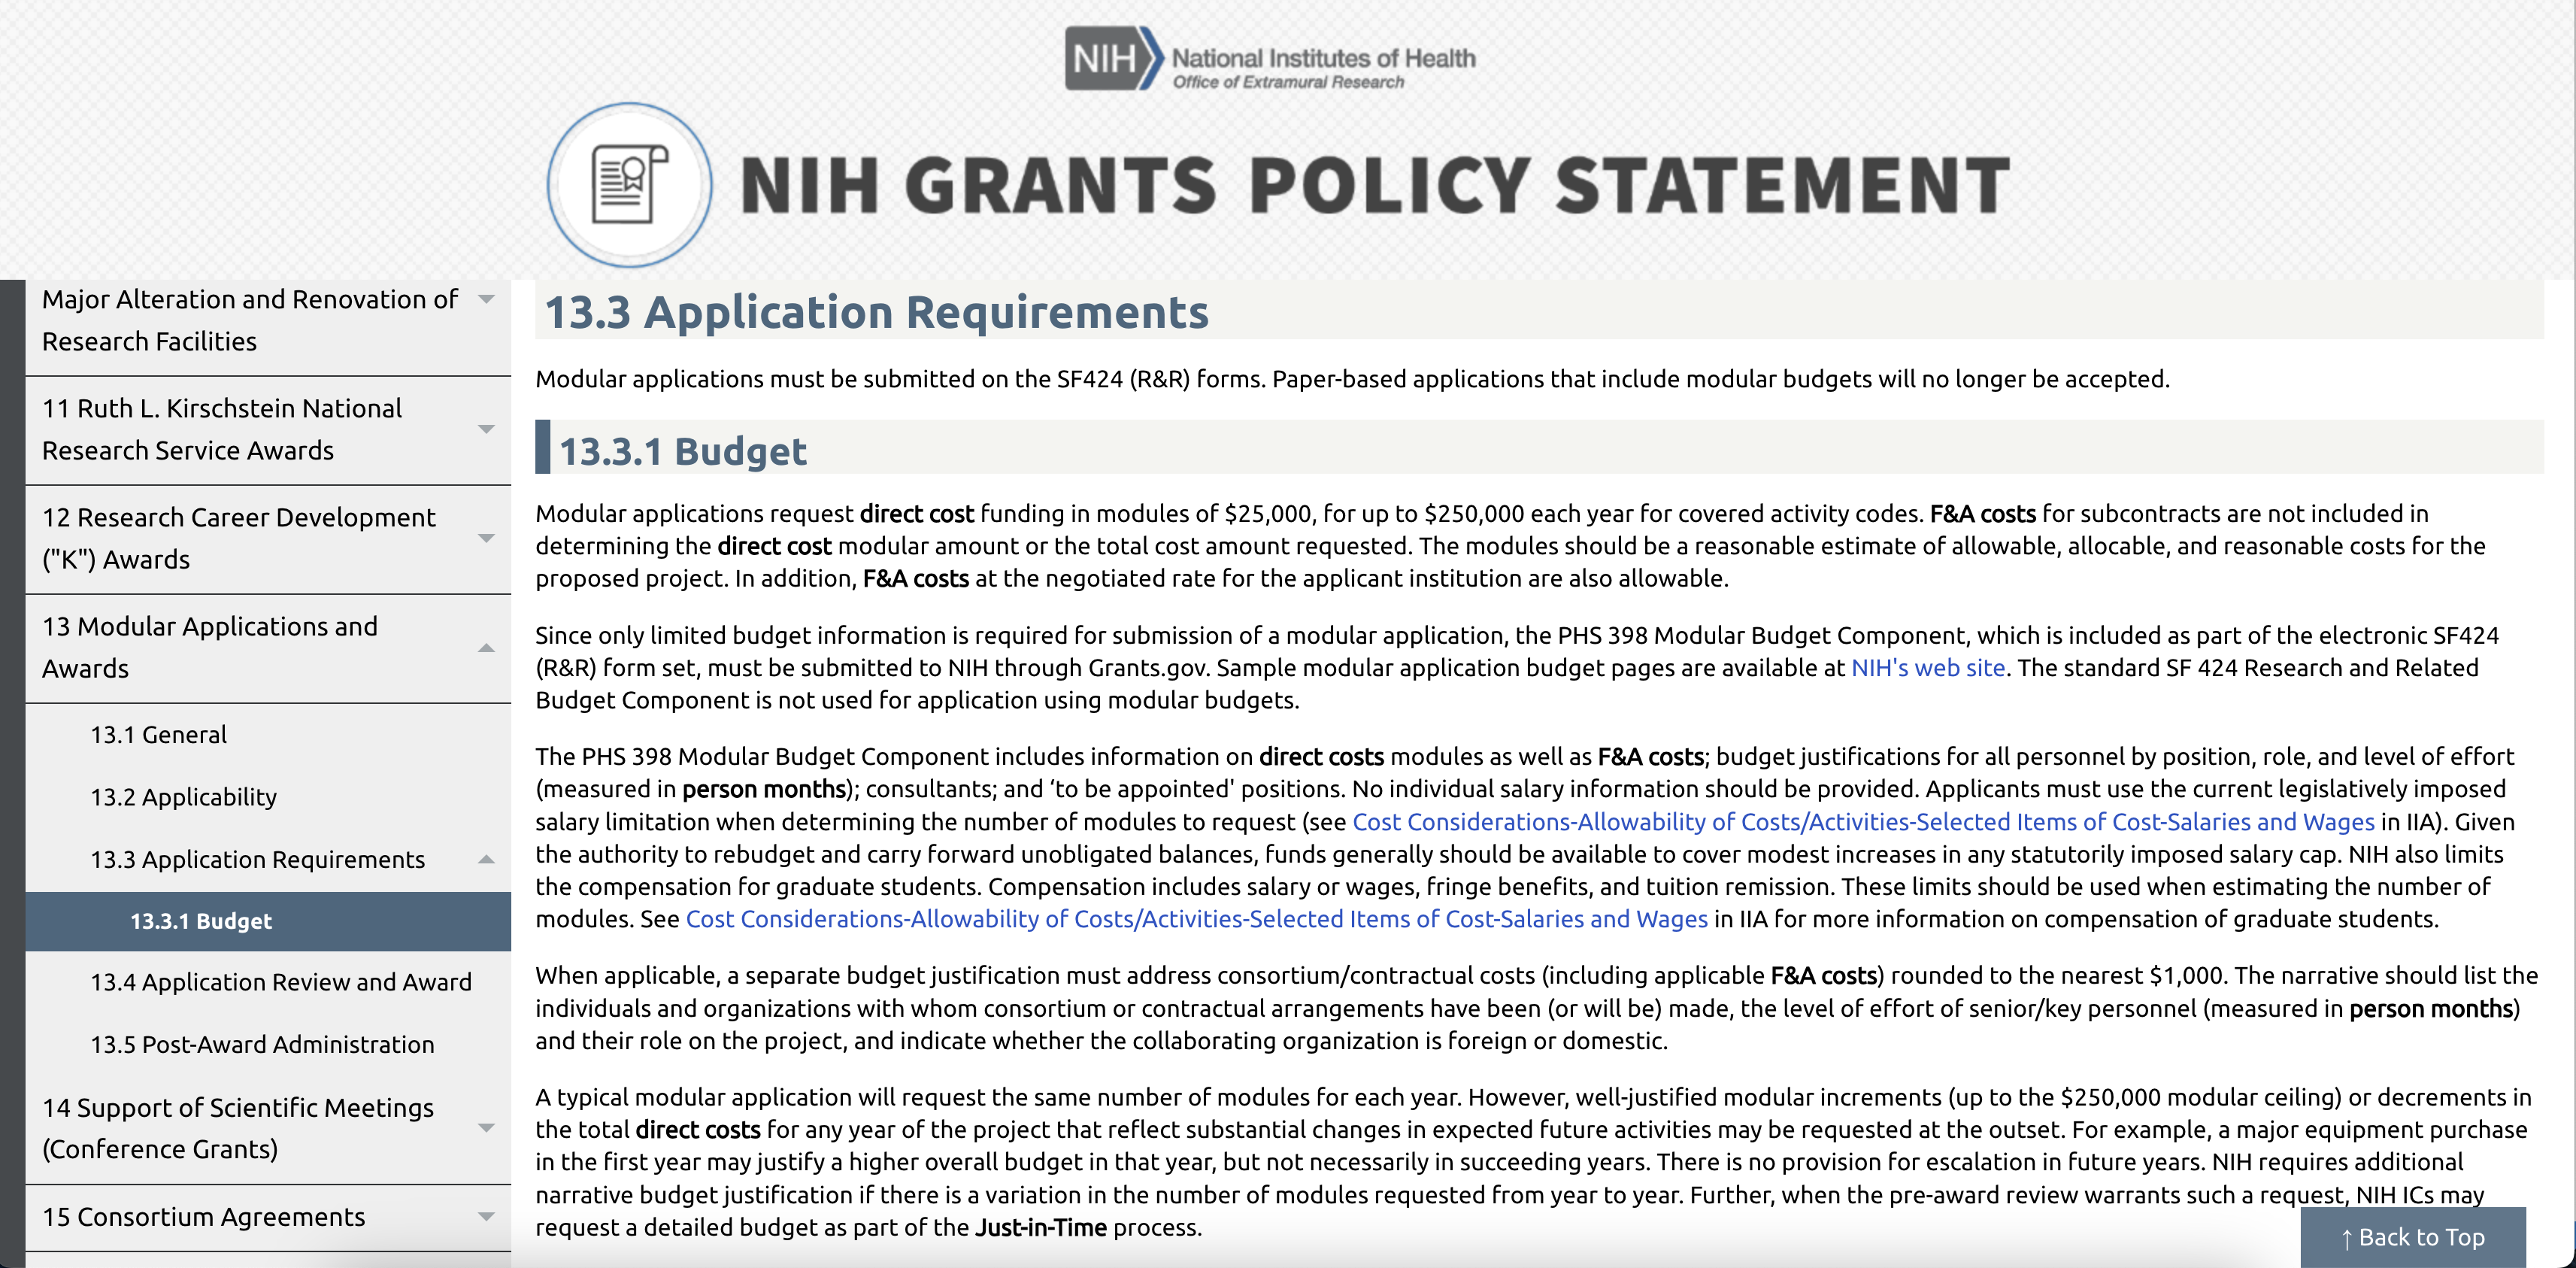 NIH National Institutes of Health
Office of Extramural Research
NIH GRANTS POLICY STATEMENT
Major Alteration and Renovation of
Research Facilities
11 Ruth L. Kirschstein National
Research Service Awards
12 Research Career Development
("K") Awards
13 Modular Applications and
Awards
13.1 General
13.2 Applicability
13.3 Application Requirements
13.3.1 Budget
13.4 Application Review and Award
13.5 Post-Award Administration
14 Support of Scientific Meetings
(Conference Grants)
15 Consortium Agreements
13.3 Application Requirements
Modular applications must be submitted on the SF424 (R&R) forms. Paper-based applications that include modular budgets will no longer be accepted.
13.3.1 Budget
Modular applications request direct cost funding in modules of $25,000, for up to $250,000 each year for covered activity codes. F&A costs for subcontracts are not included in
determining the direct cost modular amount or the total cost amount requested. The modules should be a reasonable estimate of allowable, allocable, and reasonable costs for the
proposed project. In addition, F&A costs at the negotiated rate for the applicant institution are also allowable.
Since only limited budget information is required for submission of a modular application, the PHS 398 Modular Budget Component, which is included as part of the electronic SF424
(R&R) form set, must be submitted to NIH through Grants.gov. Sample modular application budget pages are available at NIH's web site. The standard SF 424 Research and Related
Budget Component is not used for application using modular budgets.
The PHS 398 Modular Budget Component includes information on direct costs modules as well as F&A costs; budget justifications for all personnel by position, role, and level of effort
(measured in person months); consultants; and ‘to be appointed' positions. No individual salary information should be provided. Applicants must use the current legislatively imposed
salary limitation when determining the number of modules to request (see Cost Considerations-Allowability of Costs/Activities-Selected Items of Cost-Salaries and Wages in IIA). Given
the authority to rebudget and carry forward unobligated balances, funds generally should be available to cover modest increases in any statutorily imposed salary cap. NIH also limits
the compensation for graduate students. Compensation includes salary or wages, fringe benefits, and tuition remission. These limits should be used when estimating the number of
modules. See Cost Considerations-Allowability of Costs/Activities-Selected Items of Cost-Salaries and Wages in IIA for more information on compensation of graduate students.
When applicable, a separate budget justification must address consortium/contractual costs (including applicable F&A costs) rounded to the nearest $1,000. The narrative should list the
individuals and organizations with whom consortium or contractual arrangements have been (or will be) made, the level of effort of senior/key personnel (measured in person months)
and their role on the project, and indicate whether the collaborating organization is foreign or domestic.
A typical modular application will request the same number of modules for each year. However, well-justified modular increments (up to the $250,000 modular ceiling) or decrements in
the total direct costs for any year of the project that reflect substantial changes in expected future activities may be requested at the outset. For example, a major equipment purchase
in the first year may justify a higher overall budget in that year, but not necessarily in succeeding years. There is no provision for escalation in future years. NIH requires additional
narrative budget justification if there is a variation in the number of modules requested from year to year. Further, when the pre-award review warrants such a request, NIH ICs may
request a detailed budget as part of the Just-in-Time process.
↑ Back to Top